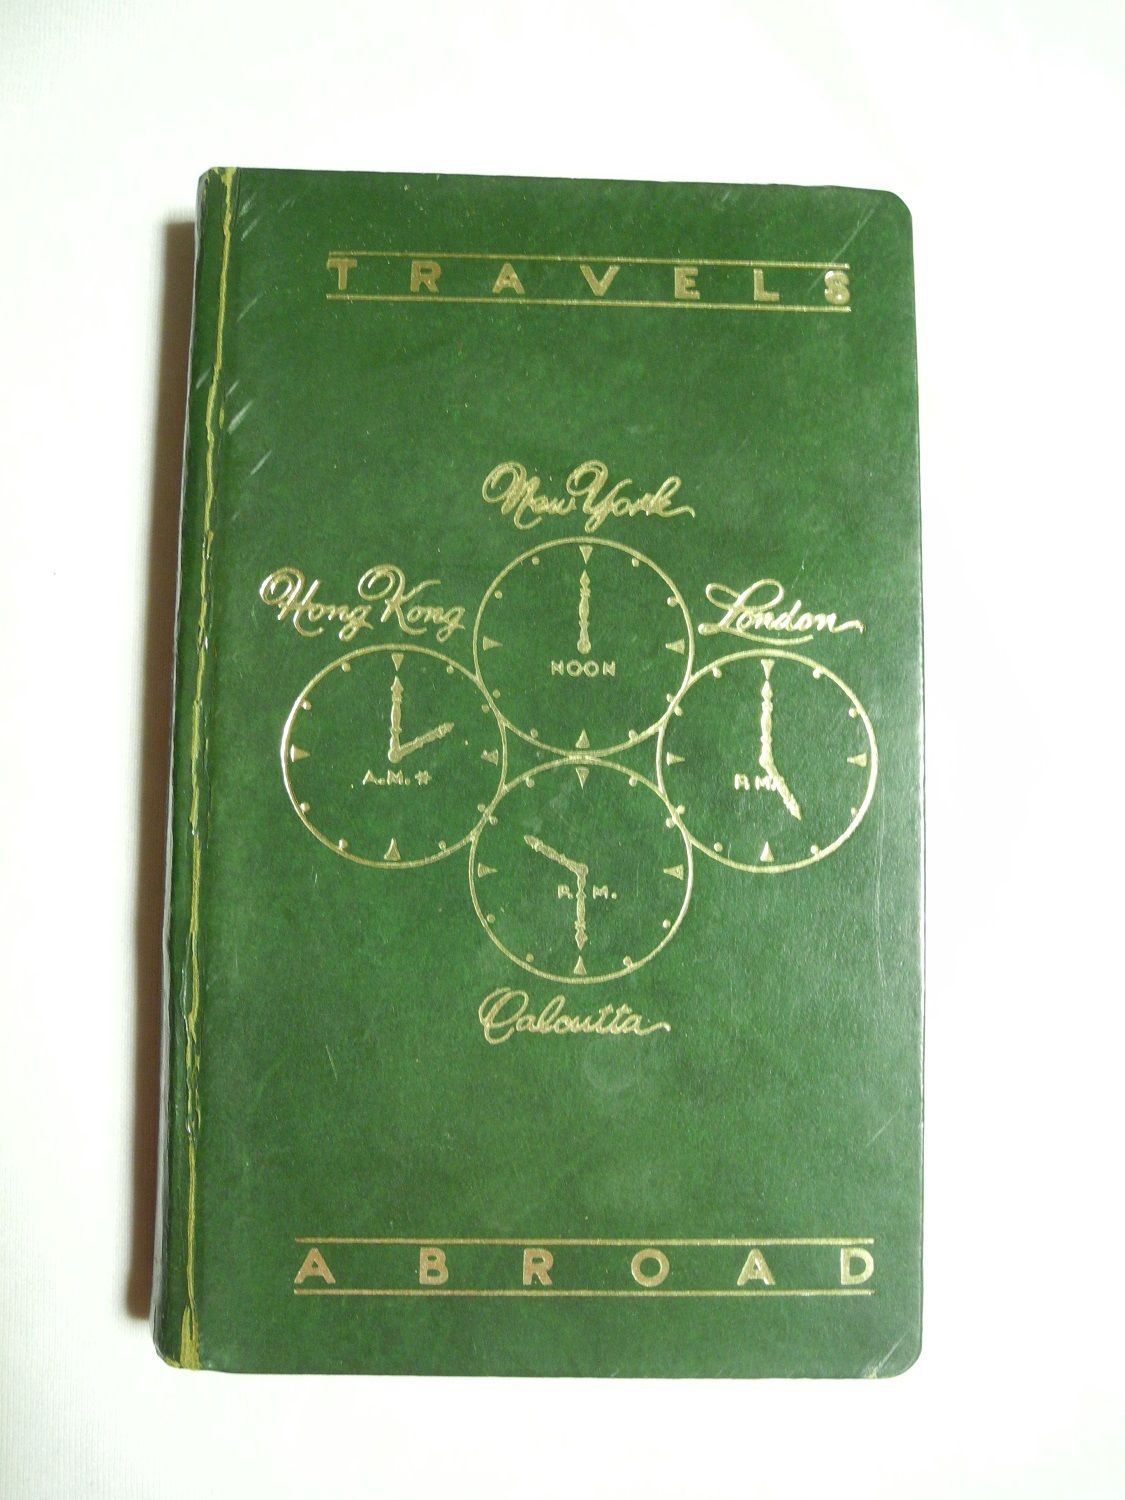 TRAVELS
New York
Hong Kong
London
NOON
A.M.*
P.M.
P.M.
Calcutta
ABROAD